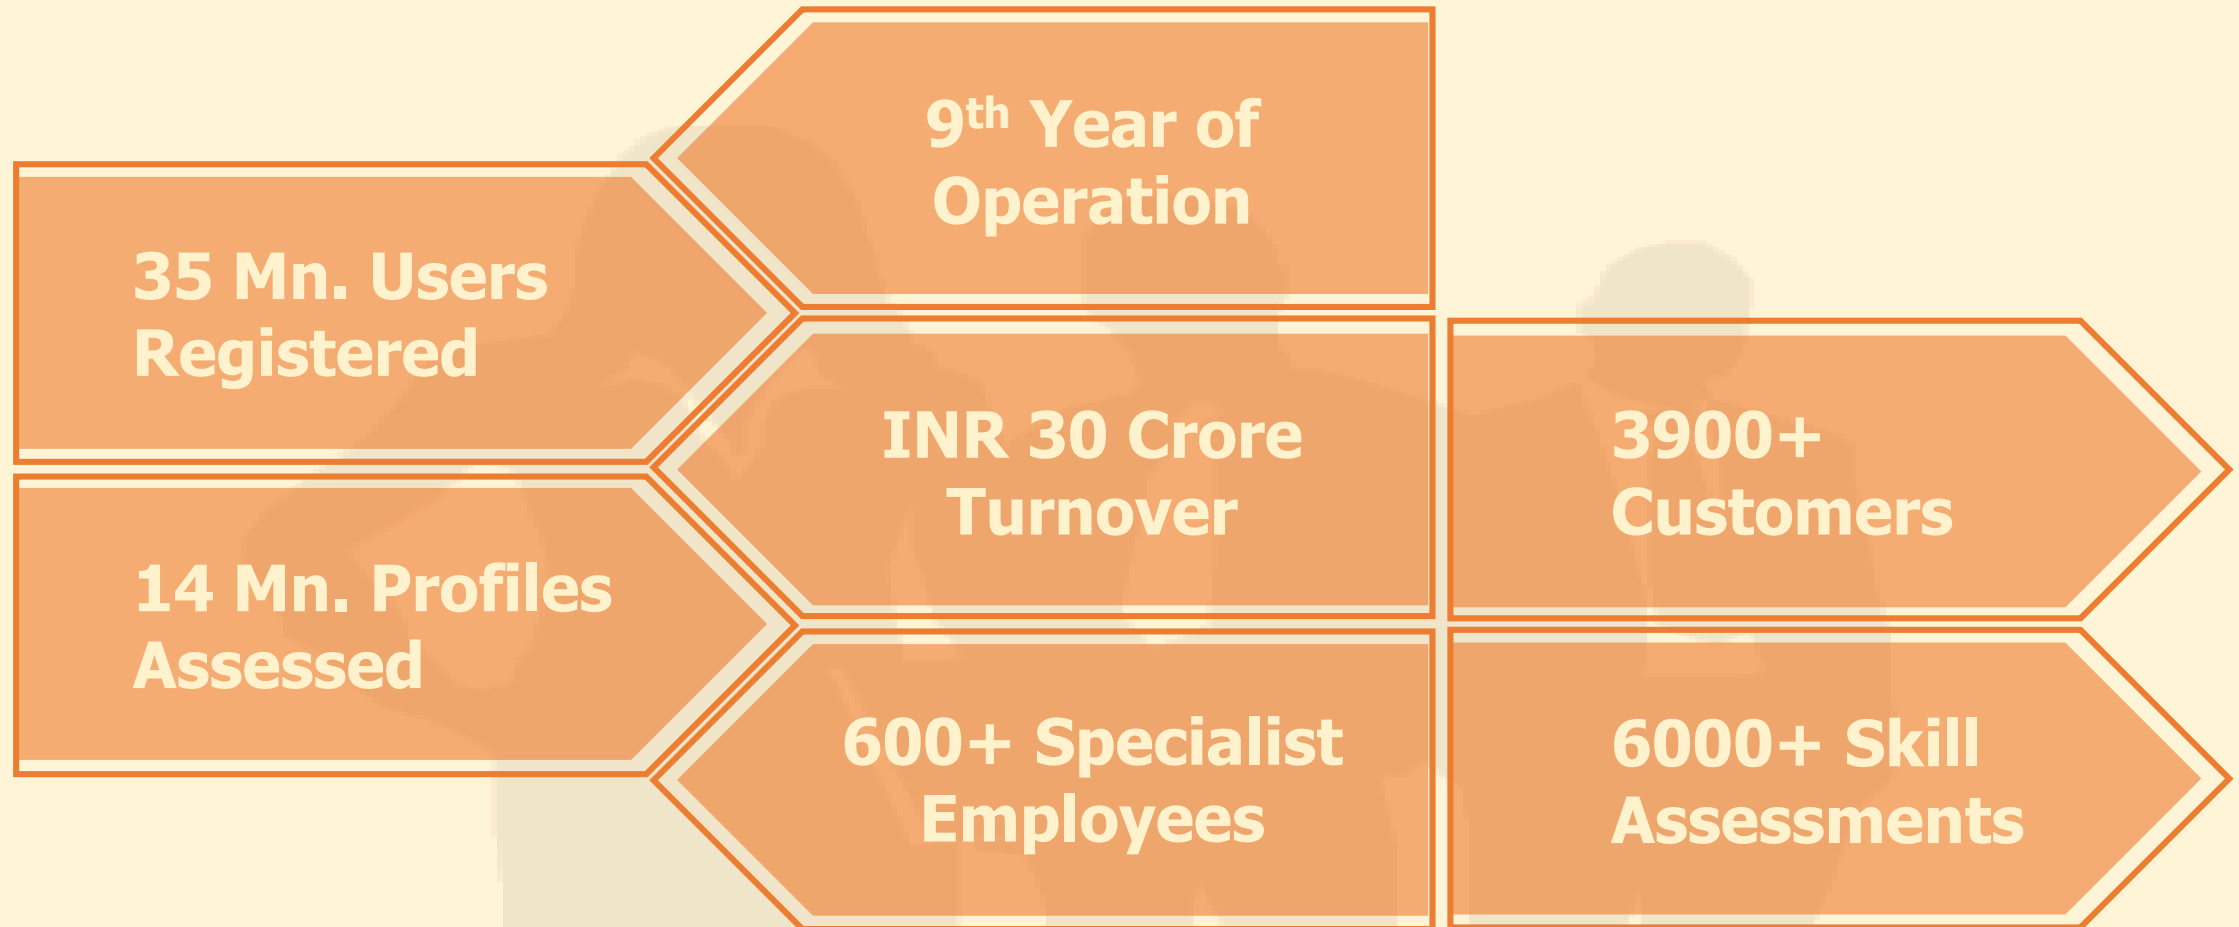 35 Mn. Users
Registered
14 Mn. Profiles
Assessed
9th Year of
Operation
INR 30 Crore
Turnover
600+ Specialist
Employees
3900+
Customers
6000+ Skill
Assessments